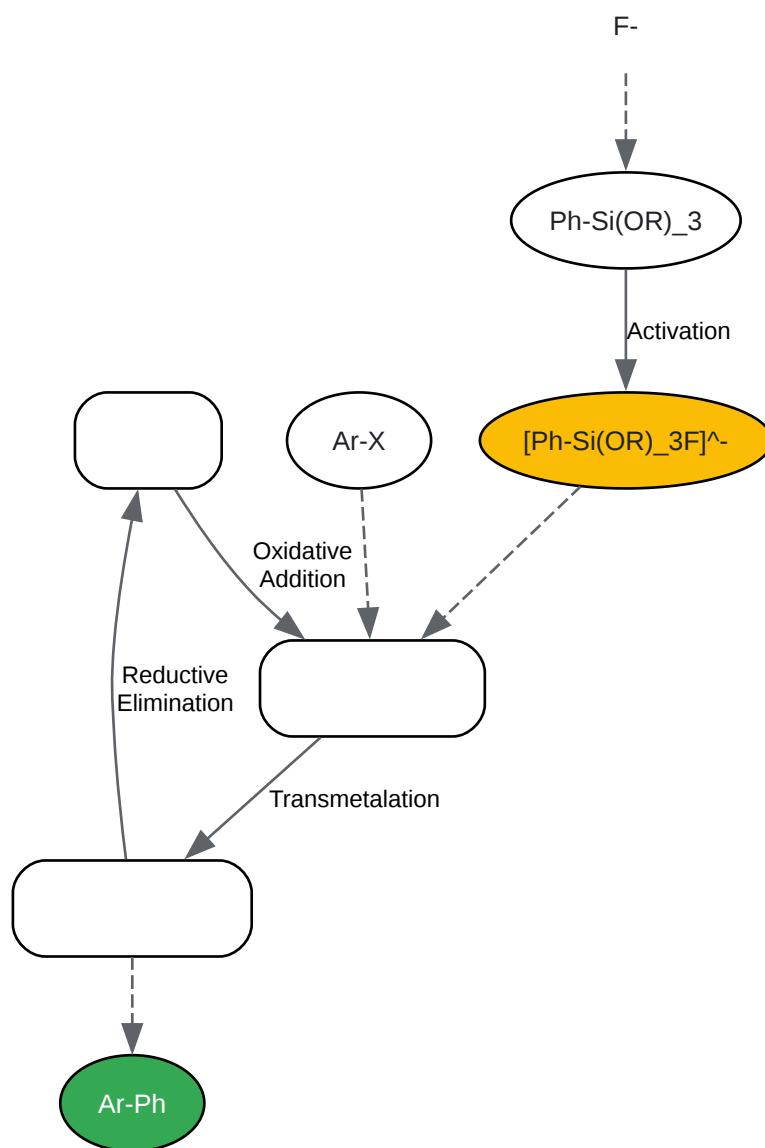 F-
Ph-Si(OR)_3
Activation
Ar-X
[Ph-Si(OR)_3F]^-
Oxidative
Addition
Reductive
Elimination
Transmetalation
Ar-Ph